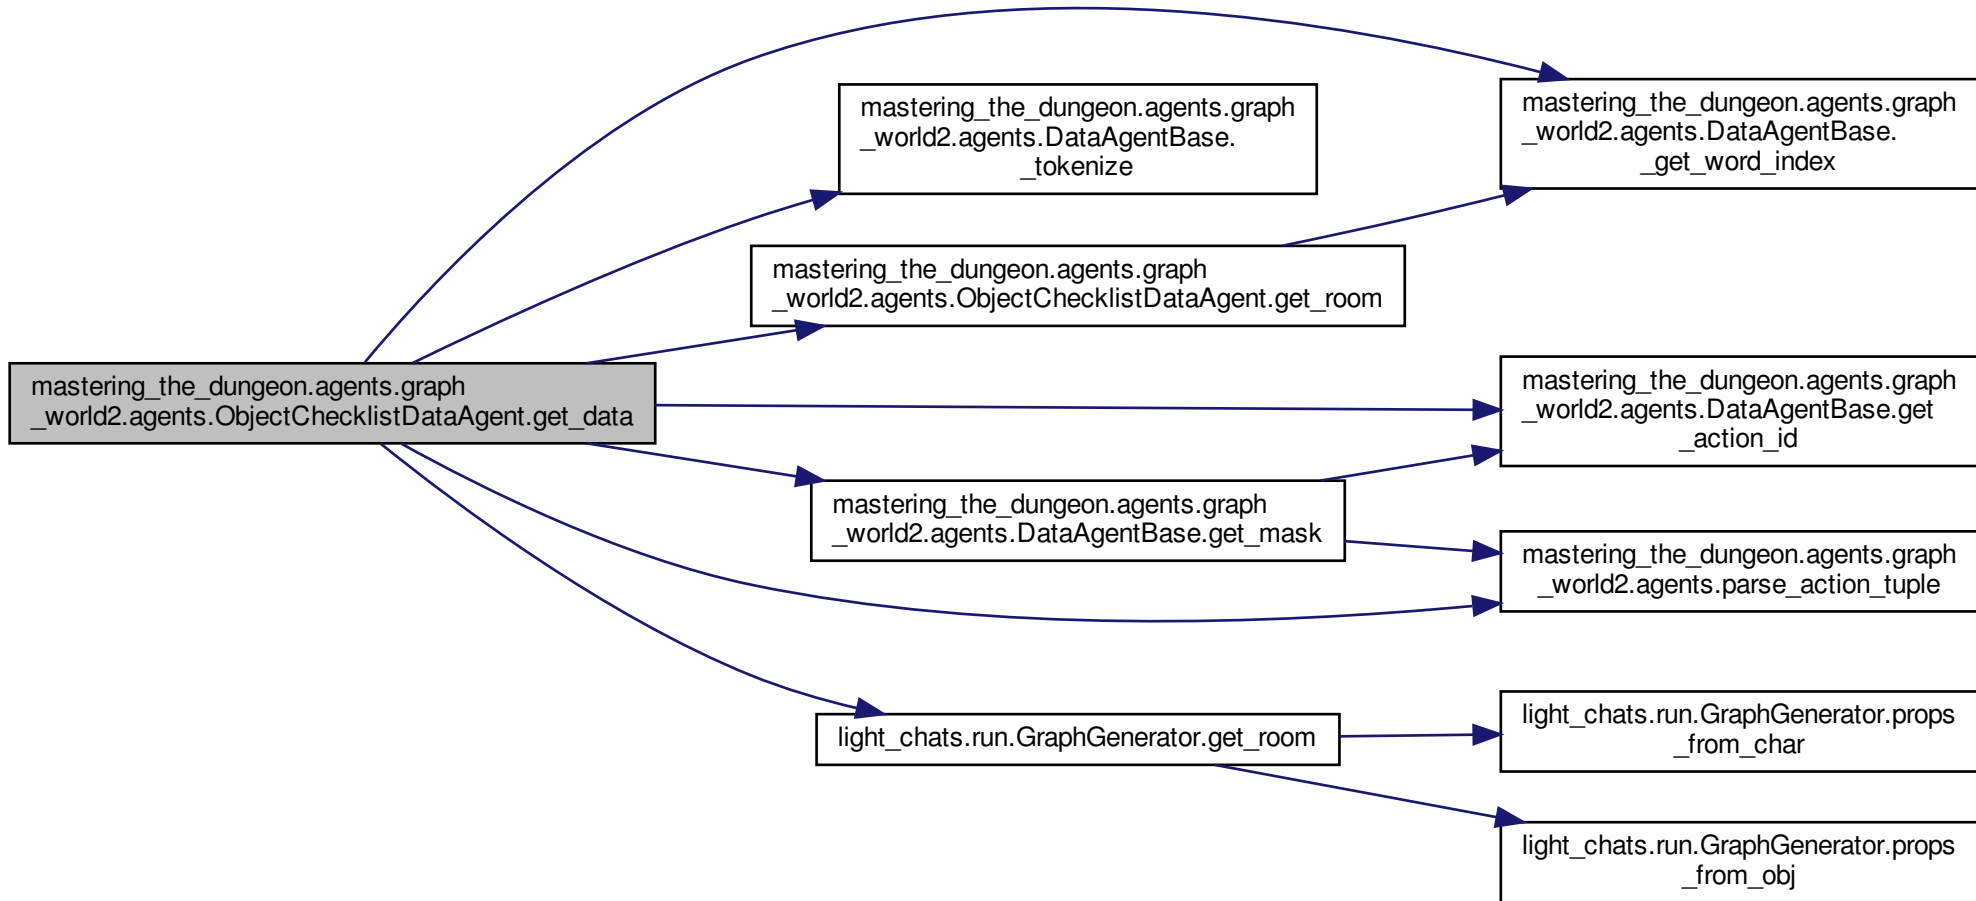 mastering_the_dungeon.agents.graph
_world2.agents.ObjectChecklistDataAgent.get_data
mastering_the_dungeon.agents.graph
_world2.agents.DataAgentBase.
_tokenize
mastering_the_dungeon.agents.graph
_world2.agents.ObjectChecklistDataAgent.get_room
mastering_the_dungeon.agents.graph
_world2.agents.DataAgentBase.get_mask
light_chats.run.GraphGenerator.get_room
mastering_the_dungeon.agents.graph
_world2.agents.DataAgentBase.
_get_word_index
mastering_the_dungeon.agents.graph
_world2.agents.DataAgentBase.get
_action_id
mastering_the_dungeon.agents.graph
_world2.agents.parse_action_tuple
light_chats.run.GraphGenerator.props
_from_char
light_chats.run.GraphGenerator.props
_from_obj